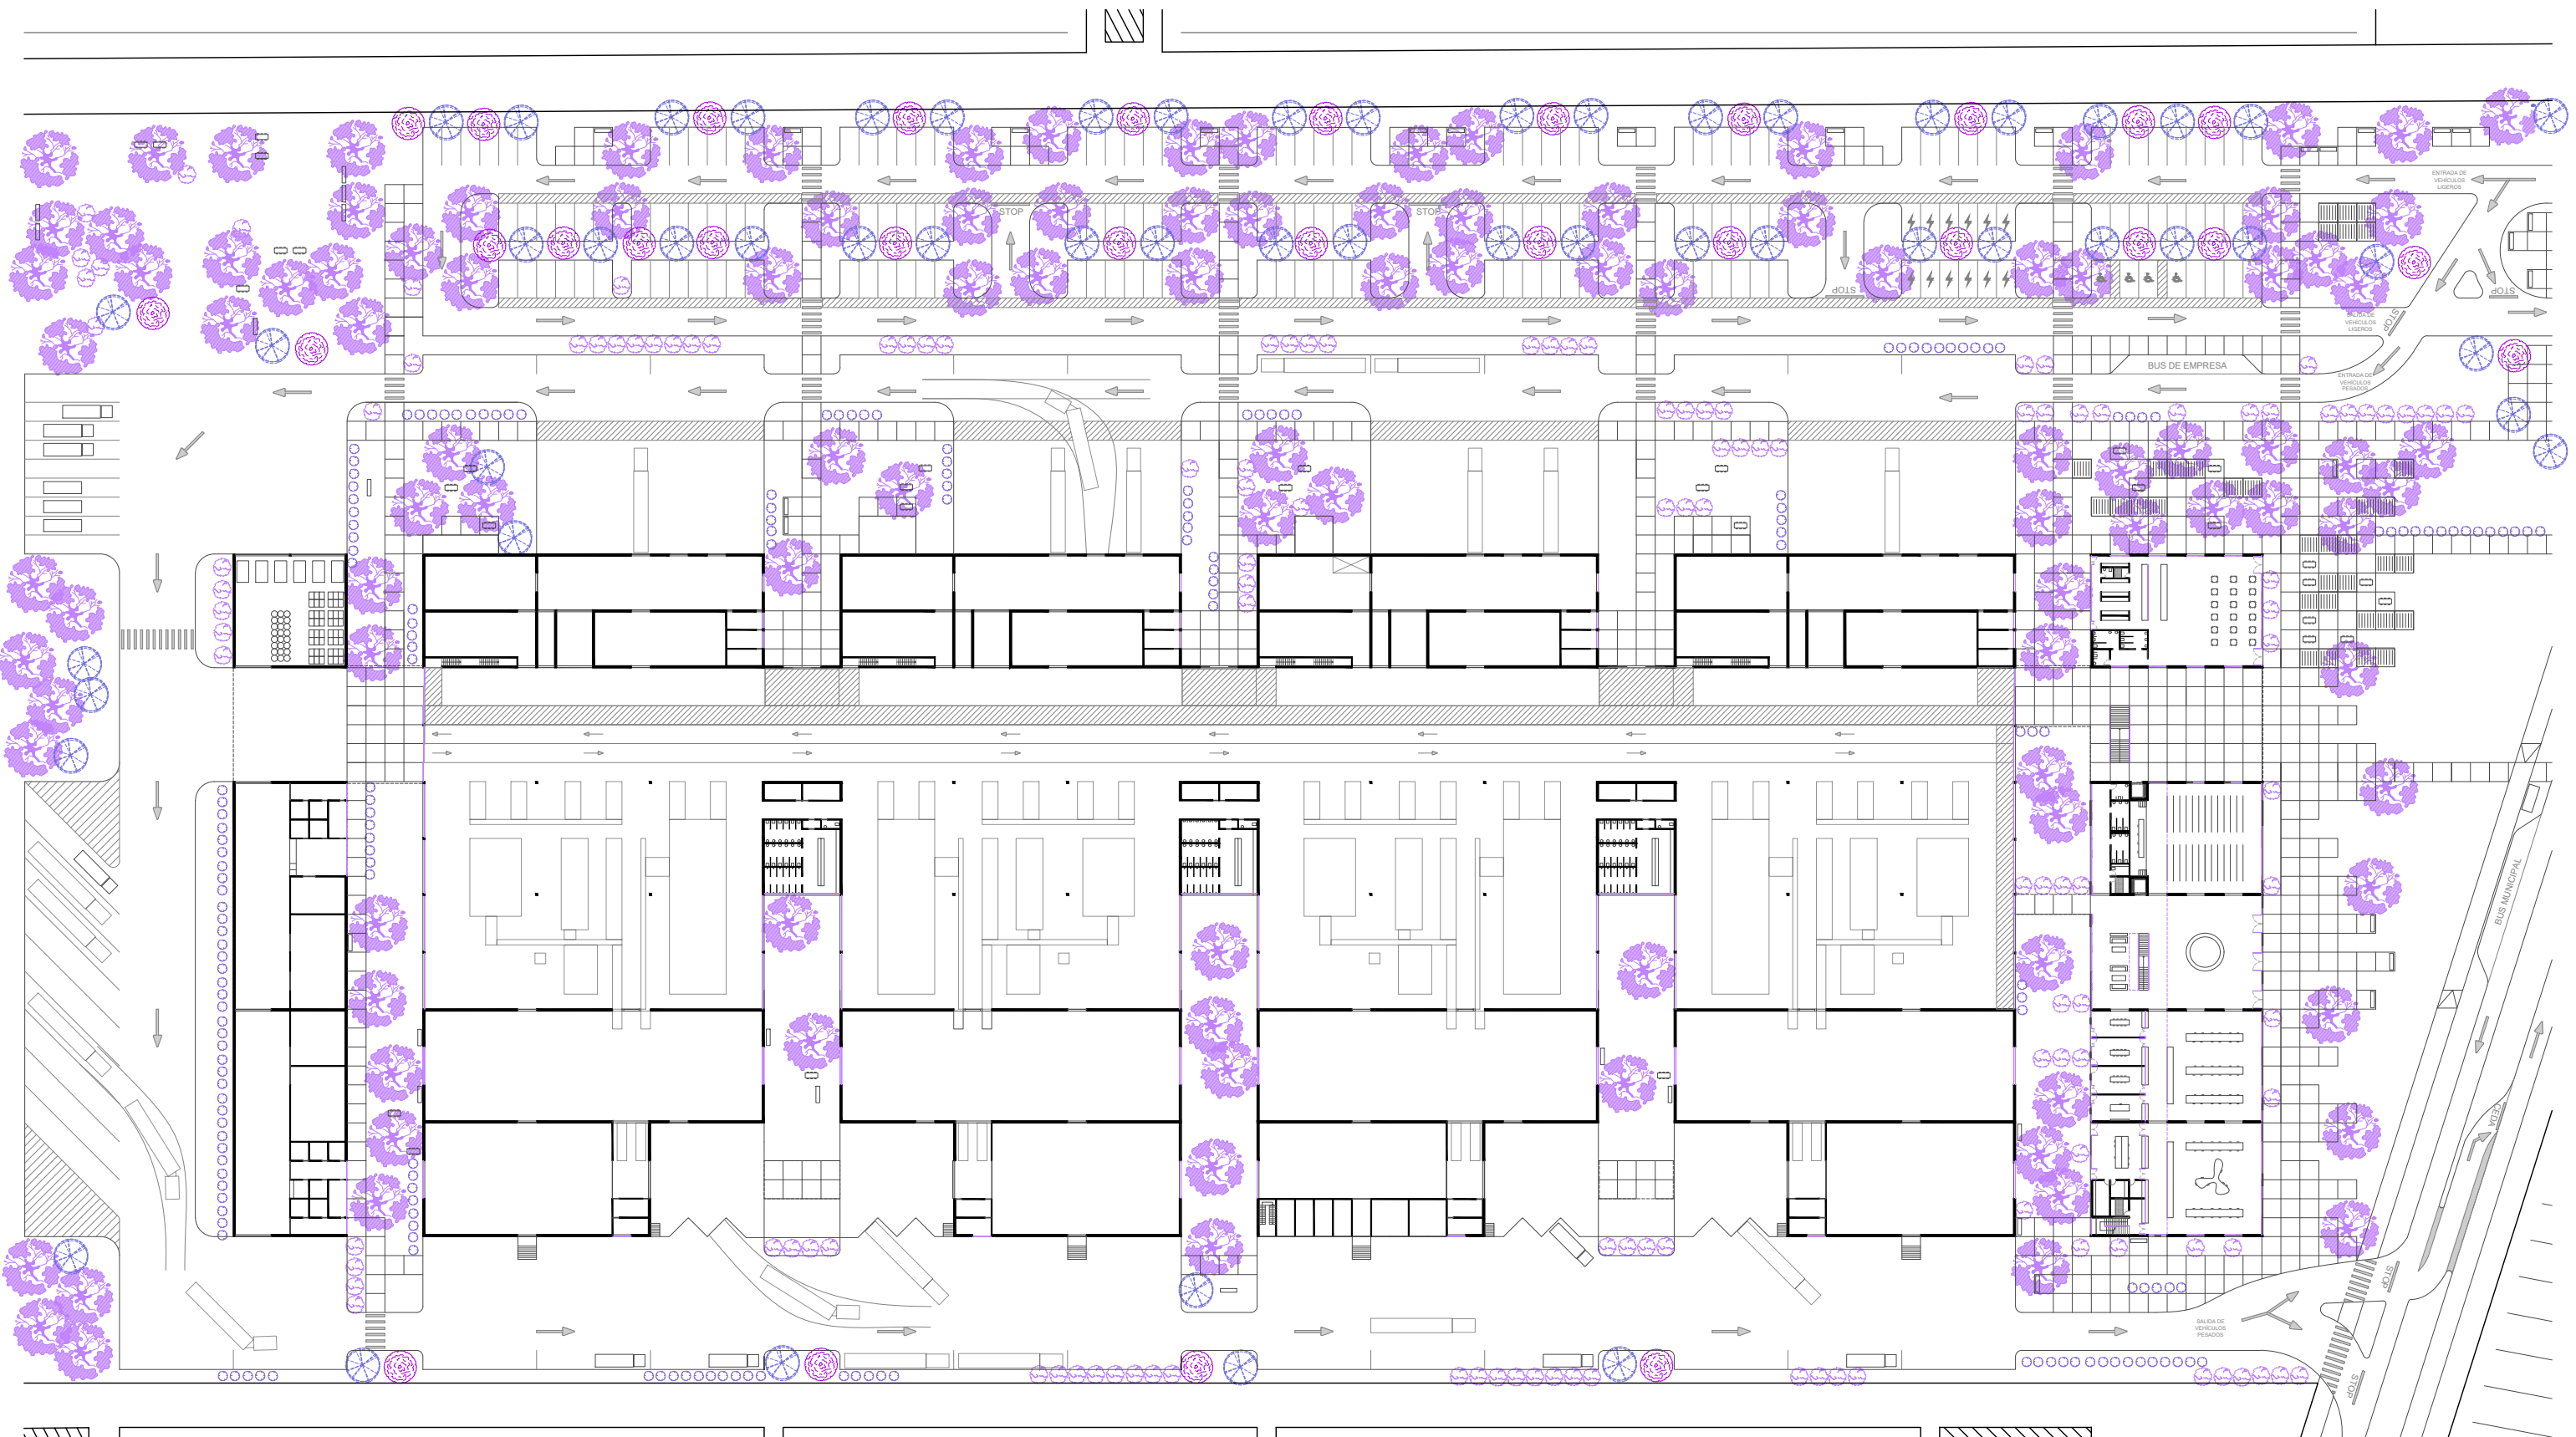 ENTRADA DE
VEHÍCULOS
LIGEROS
STOP
STOP
STOP
STOP
SALIDA DE
VEHÍCULOS
LIGEROS
STOP
BUS DE EMPRESA
ENTRADA DE
VEHÍCULOS
PESADOS
BUS MUNICIPAL
CEDA
STOP
SALIDA DE
VEHÍCULOS
PESADOS
STOP